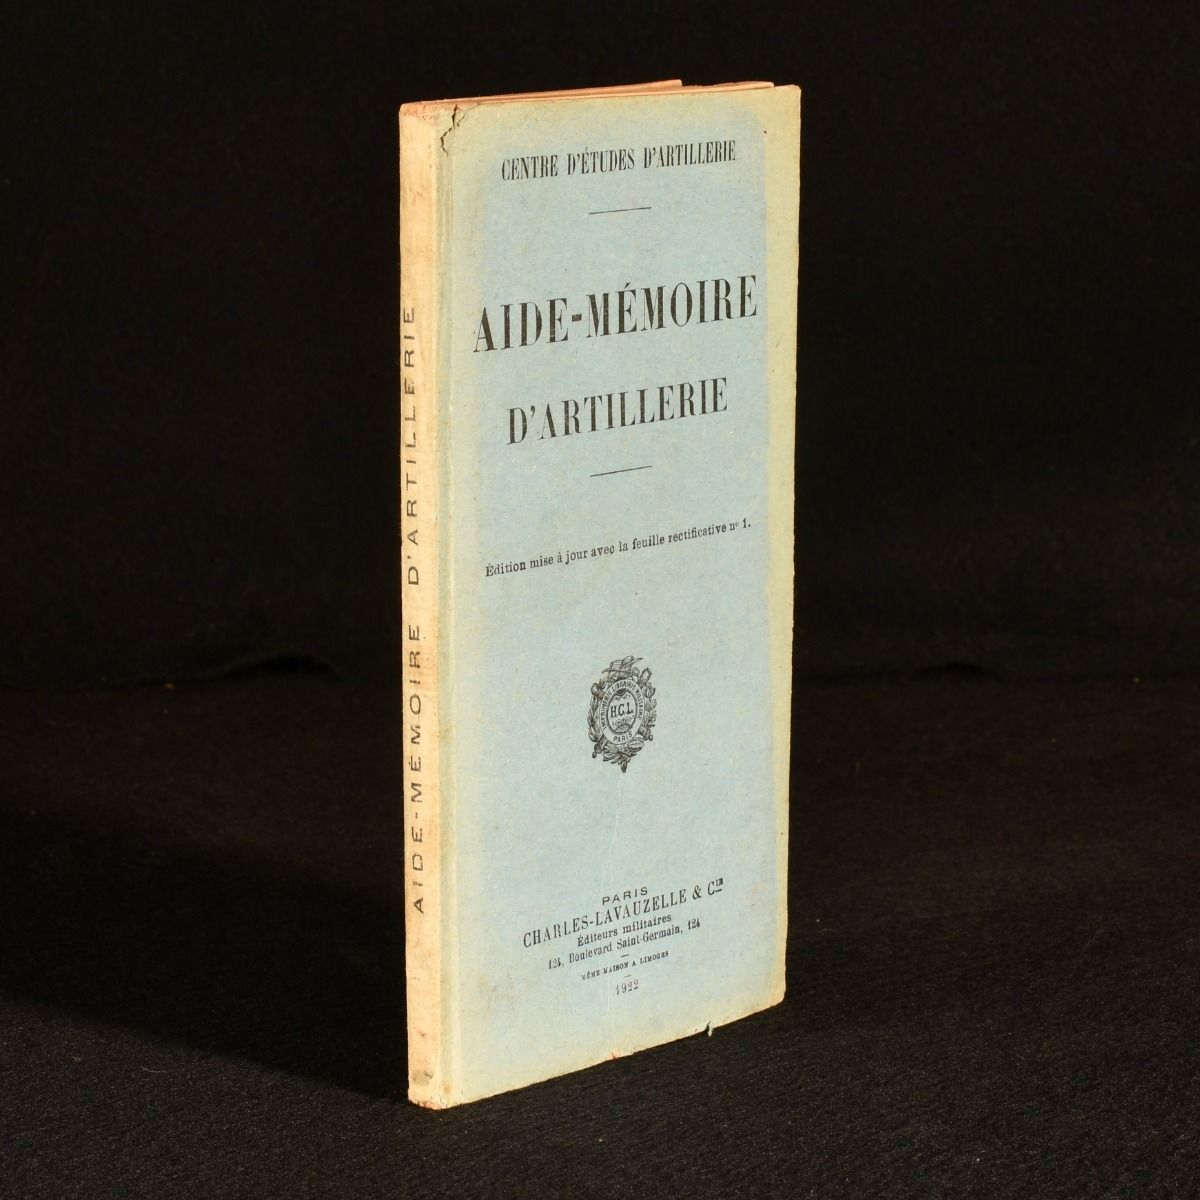 AIDE-MÉMOIRE D'ARTILLERIE
CENTRE D'ÉTUDES D'ARTILLERIE
AIDE-MÉMOIRE
D'ARTILLERIE
Édition mise à jour avec la feuille rectificative nº 1.
H.C.L.
PARIS
PARIS
CHARLES-LAVAUZELLE & Cie
Éditeurs militaires
124, Boulevard Saint-Germain, 124
MÊME MAISON A LIMOGES
1922